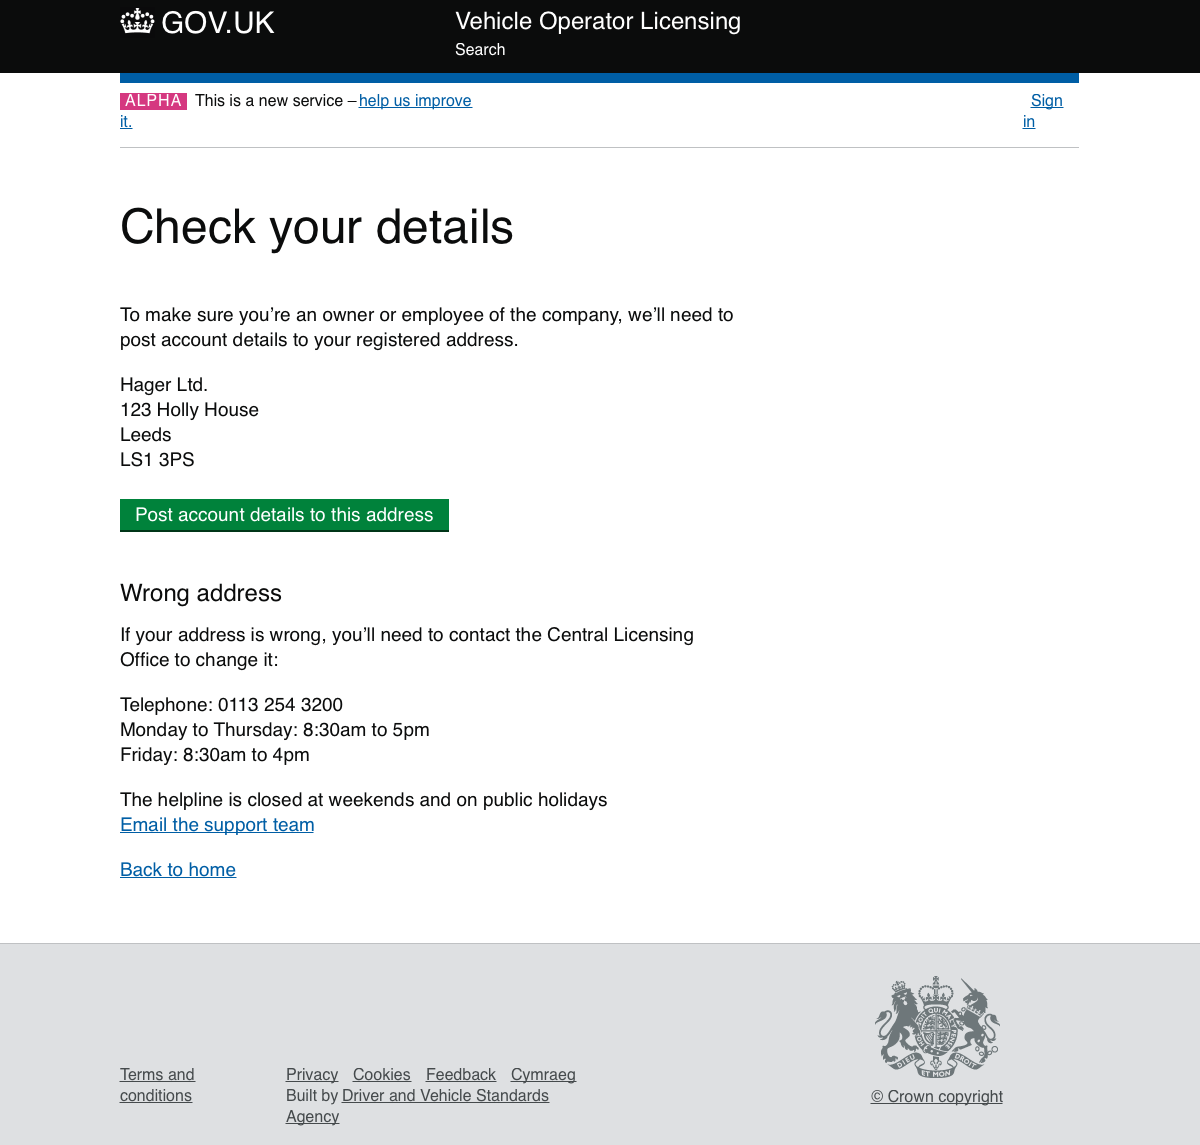 GOV.UK
Vehicle Operator Licensing
Search
ALPHA This is a new service – help us improve it.
Sign in
Check your details
To make sure you’re an owner or employee of the company, we’ll need to
post account details to your registered address.
Hager Ltd.
123 Holly House
Leeds
LS1 3PS
Post account details to this address
Wrong address
If your address is wrong, you’ll need to contact the Central Licensing
Office to change it:
Telephone: 0113 254 3200
Monday to Thursday: 8:30am to 5pm
Friday: 8:30am to 4pm
The helpline is closed at weekends and on public holidays
Email the support team
Back to home
Terms and
conditions
Privacy Cookies Feedback Cymraeg
Built by Driver and Vehicle Standards
Agency
DIEU ET MON DROIT
© Crown copyright